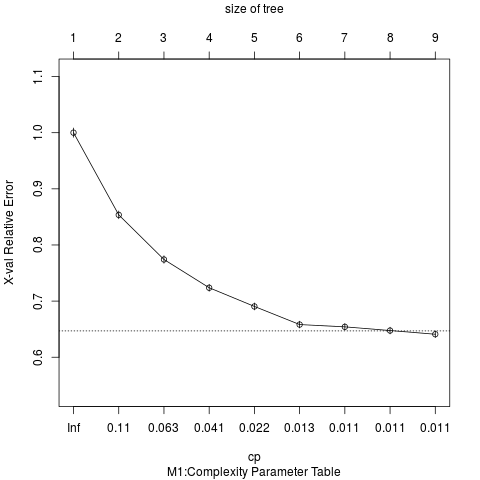 size of tree
1 2 3 4 5 6 7 8 9
X-val Relative Error
1.1
1.0
0.9
0.8
0.7
0.6
Inf 0.11 0.063 0.041 0.022 0.013 0.011 0.011 0.011
cp
M1:Complexity Parameter Table